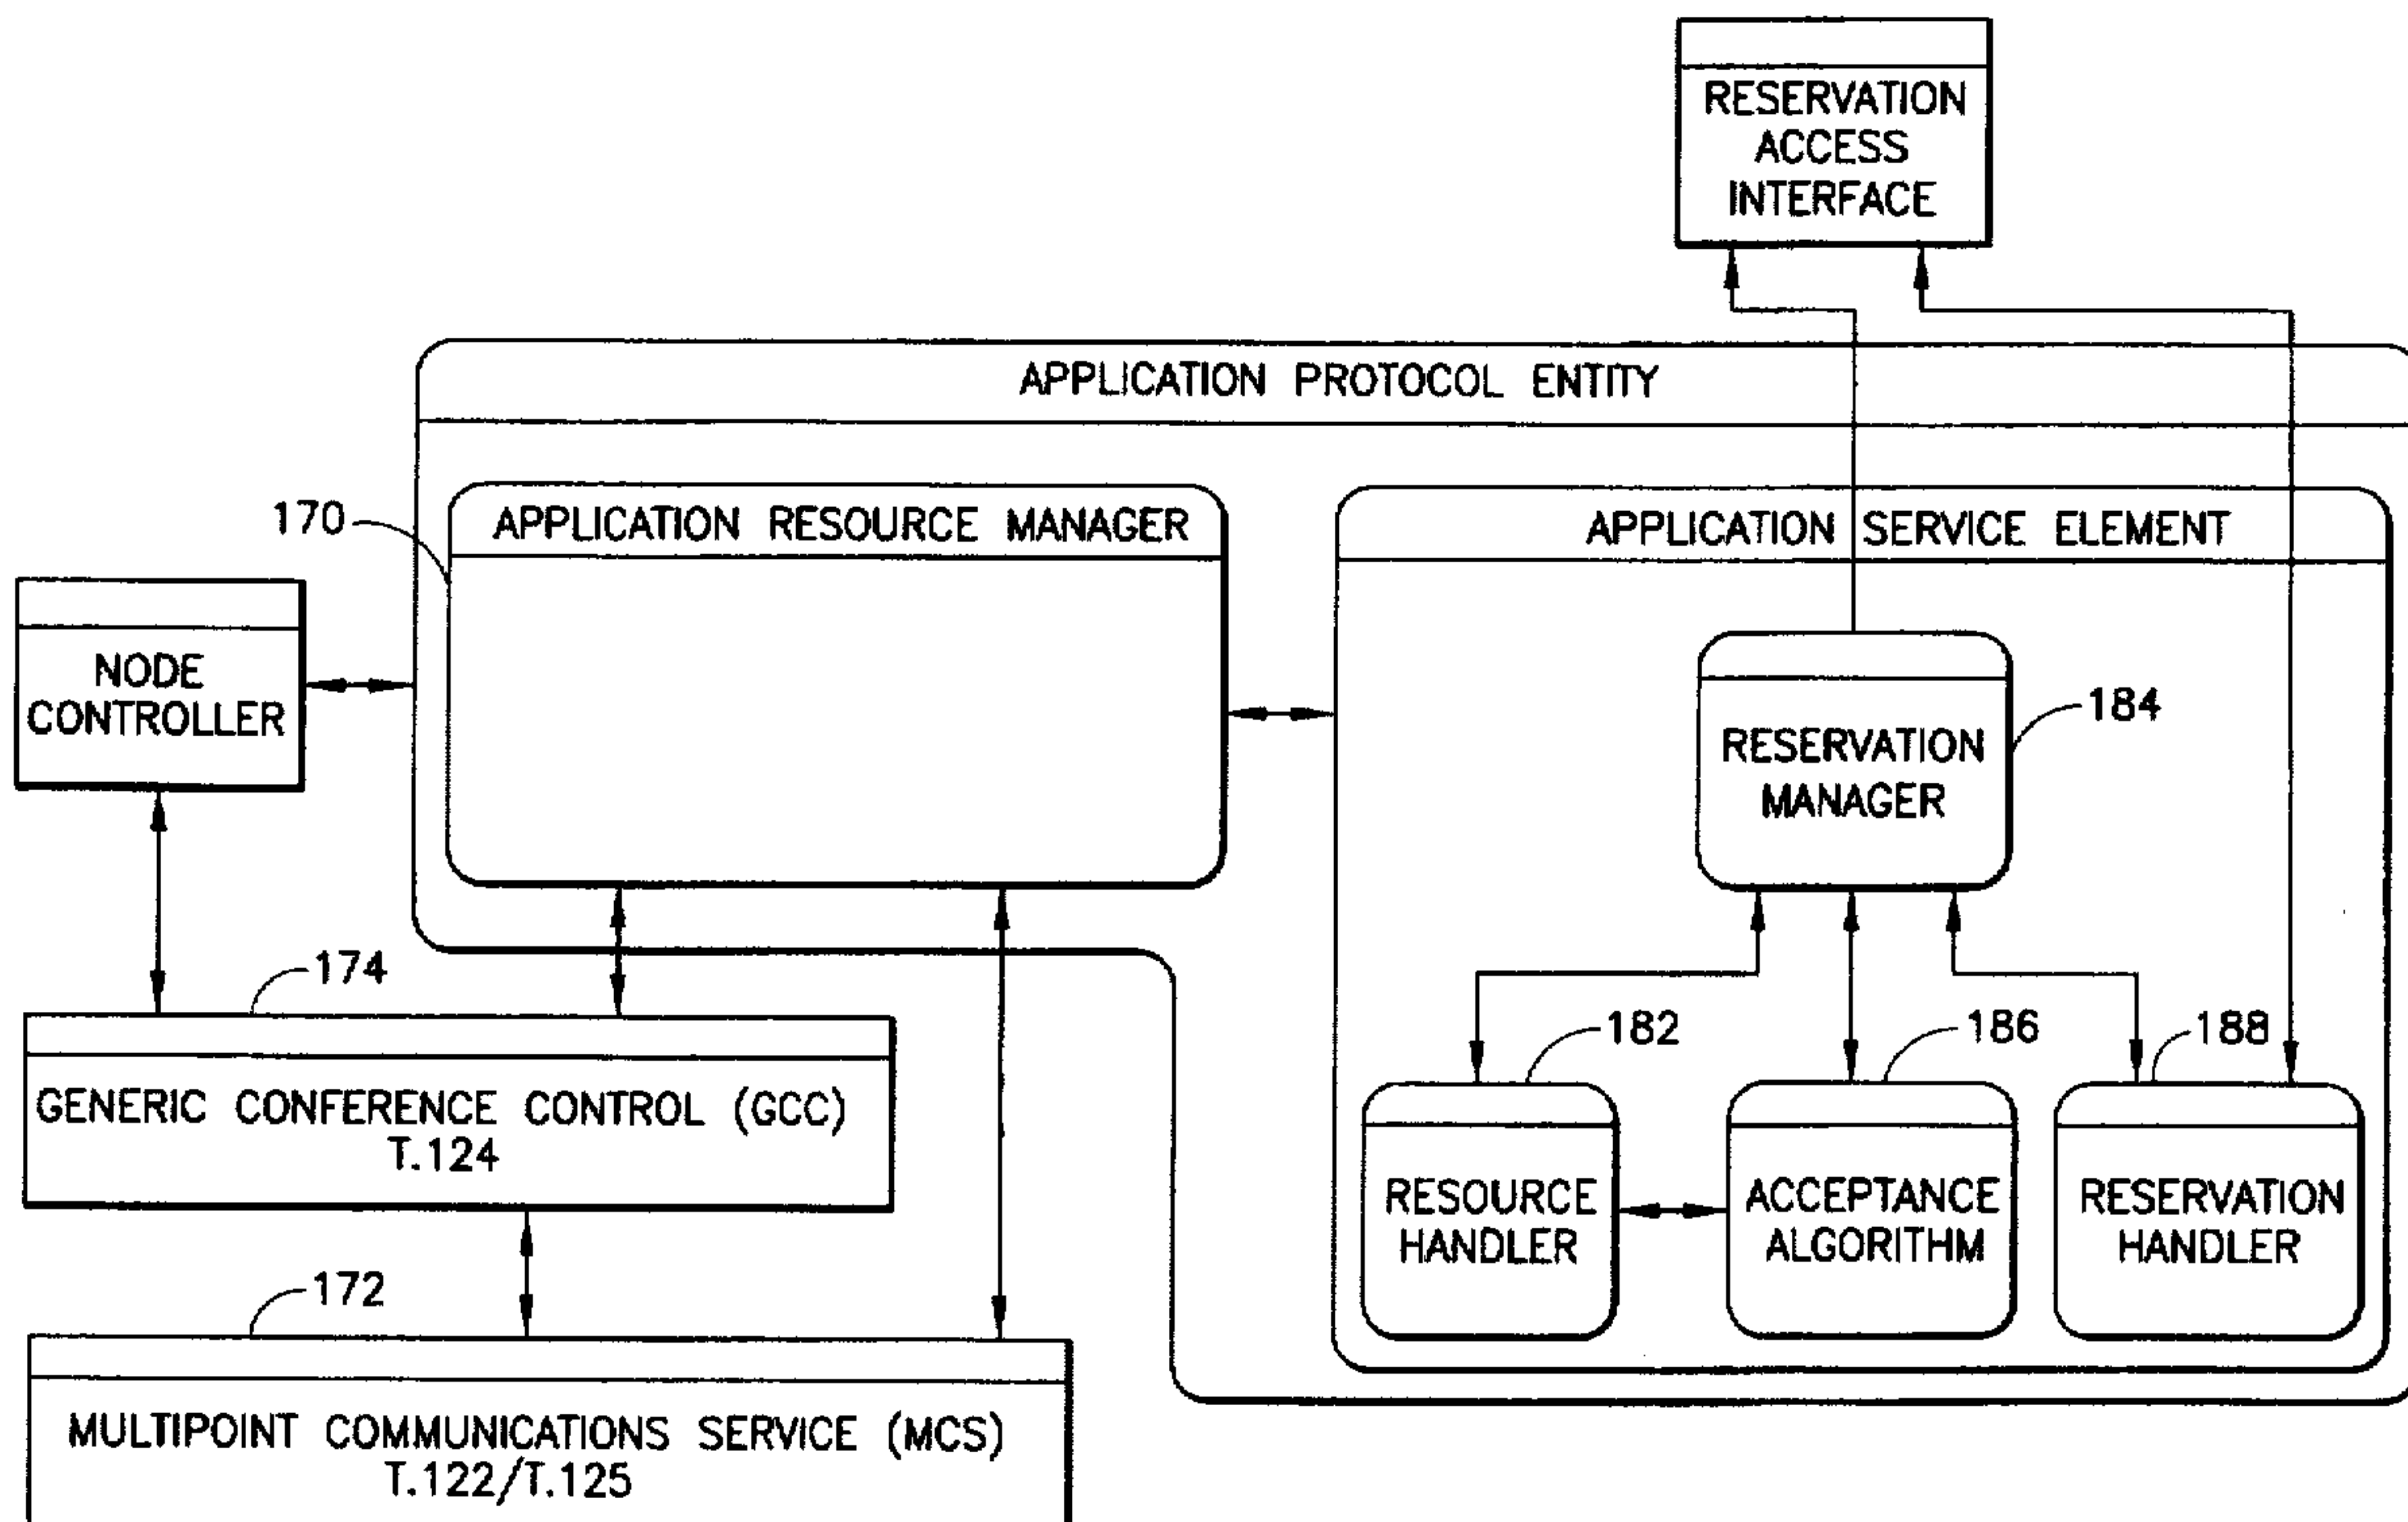 RESERVATION
ACCESS
INTERFACE
APPLICATION PROTOCOL ENTITY
170
APPLICATION RESOURCE MANAGER
APPLICATION SERVICE ELEMENT
NODE
CONTROLLER
184
RESERVATION
MANAGER
174
GENERIC CONFERENCE CONTROL (GCC)
T.124
182
186
188
RESOURCE
HANDLER
ACCEPTANCE
ALGORITHM
RESERVATION
HANDLER
172
MULTIPOINT COMMUNICATIONS SERVICE (MCS)
T.122/T.125